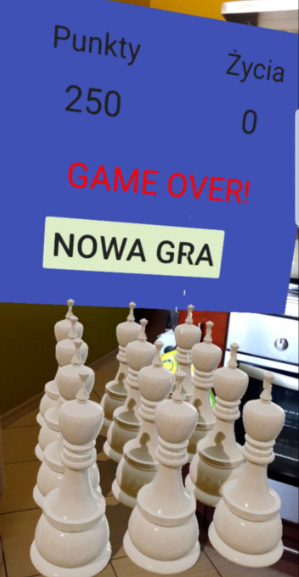 Punkty
Życia
250
0
GAME OVER!
NOWA GRA